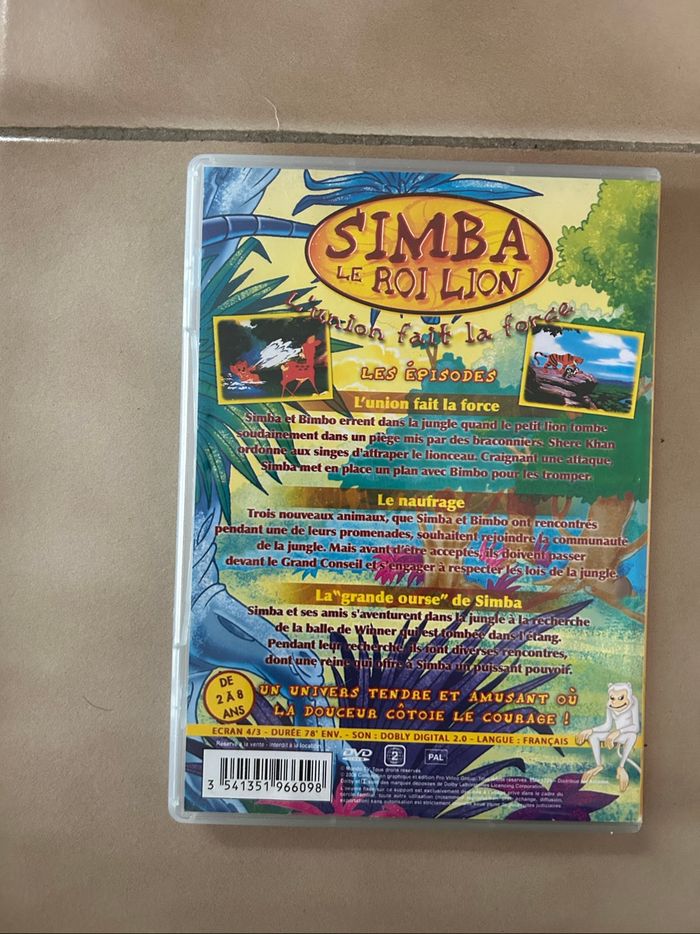 SIMBA
LE ROI LION
L'union fait la force
LES ÉPISODES
L'union fait la force
Simba et Bimbo errent dans la jungle quand le petit lion tombe
soudainement dans un piège mis par des braconniers. Shere Khan
ordonne aux singes d'attraper le lionceau. Craignant une attaque,
Simba met en place un plan avec Bimbo pour les tromper.
Le naufrage
Trois nouveaux animaux, que Simba et Bimbo ont rencontrés
pendant une de leurs promenades, souhaitent rejoindre la communauté
de la jungle. Mais avant d'être acceptés, ils doivent passer
devant le Grand Conseil et s'engager à respecter les lois de la jungle.
La "grande ourse" de Simba
Simba et ses amis s'aventurent dans la jungle à la recherche
de la balle de Winner qui est tombée dans l'étang.
Pendant leur recherche, ils font diverses rencontres,
dont une reine qui offre à Simba un puissant pouvoir.
DE
2 À 8
ANS
UN UNIVERS TENDRE ET AMUSANT OÙ
LA DOUCEUR CÔTOIE LE COURAGE !
ECRAN 4/3 - DURÉE 78' ENV. - SON : DOBLY DIGITAL 2.0 - LANGUE : FRANÇAIS
Réservé à la vente - interdit à la location
DVD
2
PAL
3 541351 966098